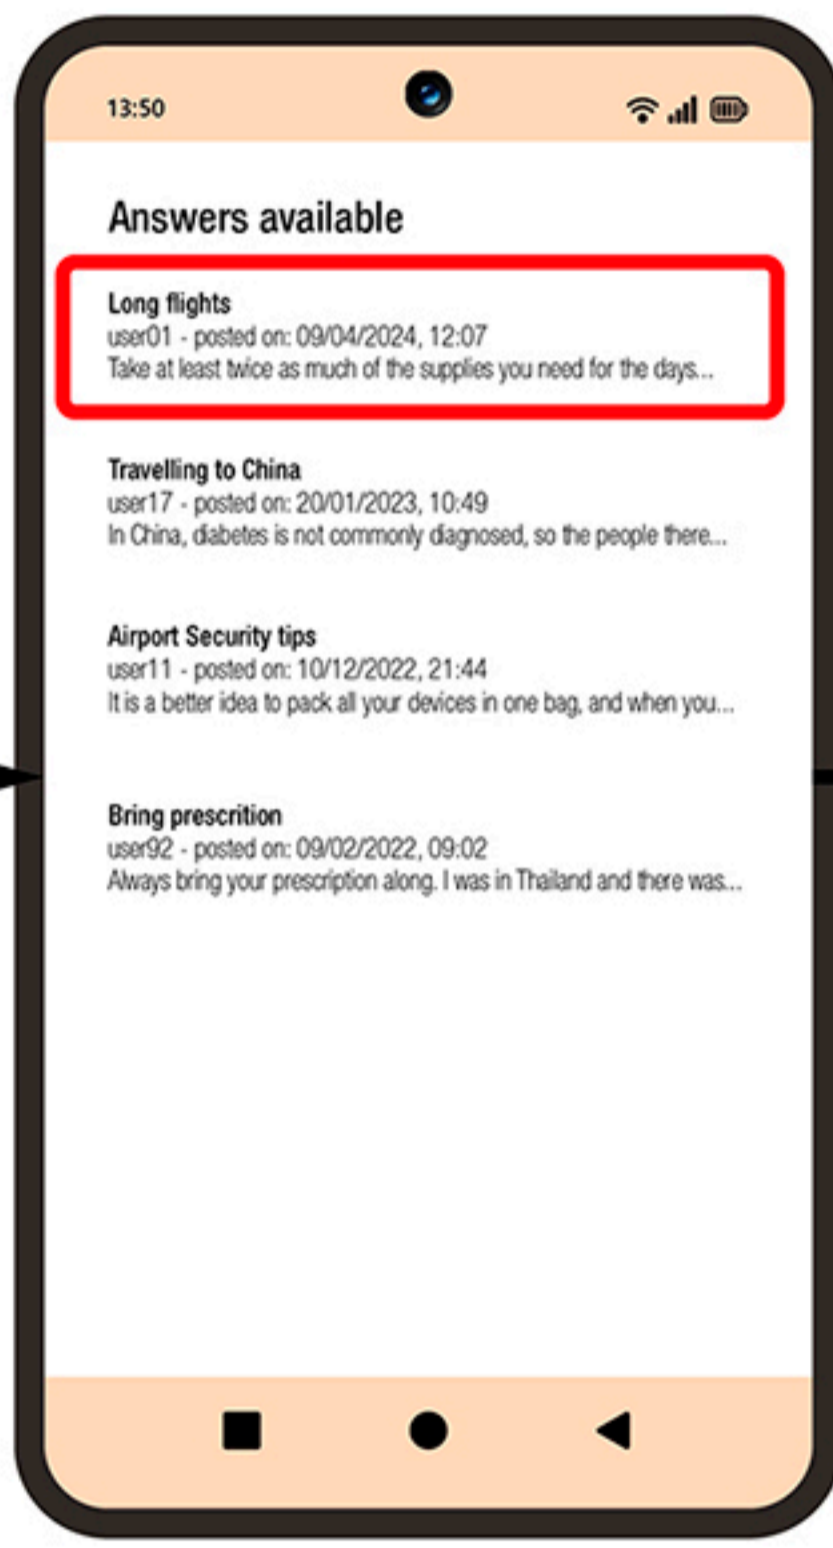 13:50
Answers available
Long flights
user01 - posted on: 09/04/2024, 12:07
Take at least twice as much of the supplies you need for the days...
Travelling to China
user17 - posted on: 20/01/2023, 10:49
In China, diabetes is not commonly diagnosed, so the people there...
Airport Security tips
user11 - posted on: 10/12/2022, 21:44
It is a better idea to pack all your devices in one bag, and when you...
Bring prescrition
user92 - posted on: 09/02/2022, 09:02
Always bring your prescription along. I was in Thailand and there was...